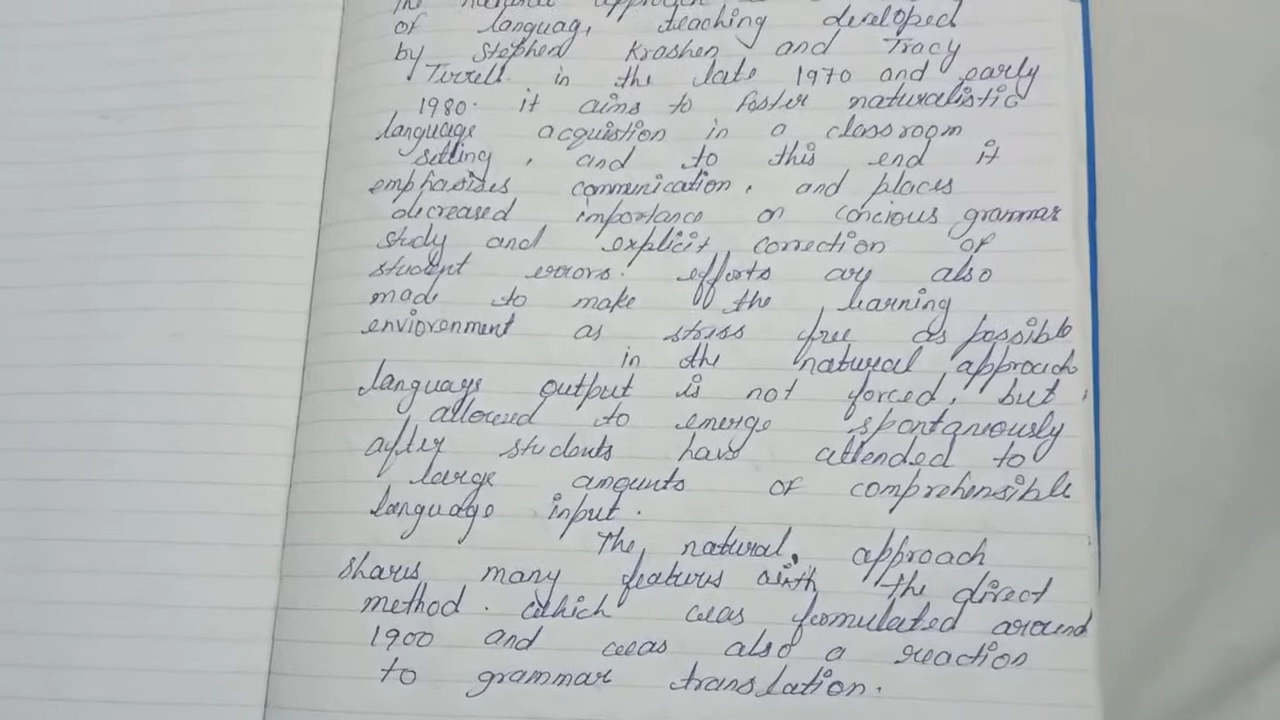 of languag, teaching developed
by Stephen Krashen and Tracy
Tirrell in the late 1970 and early
1980. it aims to foster naturalistic
language acquistion in a classroom
setting, and to this end it
emphasides communication, and places
decreased importance on concious grammar
study and explicit correction of
student errors. efforts are also
made to make the learning
enviorenment as stress free as possible
in the natural approach
language output is not forced, but
allowed to emerge spontaneously
after students have attended to
large amounts of comprehensible
language input.
The natural, approach
shares many features with the direct
method. which was formulated around
1900 and was also a reaction
to grammar translation.